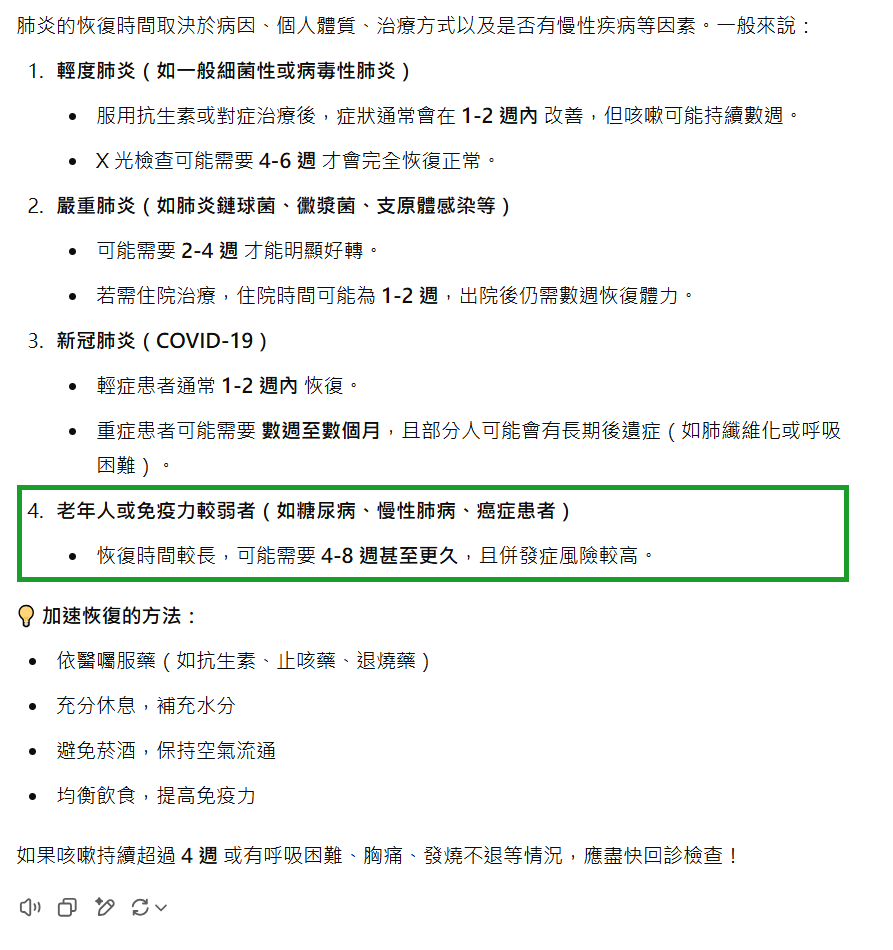 肺炎的恢復時間取決於病因、個人體質、治療方式以及是否有慢性疾病等因素。一般來說：
1. 輕度肺炎（如一般細菌性或病毒性肺炎）
• 服用抗生素或對症治療後，症狀通常會在 1-2 週內 改善，但咳嗽可能持續數週。
• X 光檢查可能需要 4-6 週 才會完全恢復正常。
2. 嚴重肺炎（如肺炎鏈球菌、黴漿菌、支原體感染等）
• 可能需要 2-4 週 才能明顯好轉。
• 若需住院治療，住院時間可能為 1-2 週，出院後仍需數週恢復體力。
3. 新冠肺炎（COVID-19）
• 輕症患者通常 1-2 週內 恢復。
• 重症患者可能需要 數週至數個月，且部分人可能會有長期後遺症（如肺纖維化或呼吸
困難）。
4. 老年人或免疫力較弱者（如糖尿病、慢性肺病、癌症患者）
• 恢復時間較長，可能需要 4-8 週甚至更久，且併發症風險較高。
💡 加速恢復的方法：
• 依醫囑服藥（如抗生素、止咳藥、退燒藥）
• 充分休息，補充水分
• 避免菸酒，保持空氣流通
• 均衡飲食，提高免疫力
如果咳嗽持續超過 4 週 或有呼吸困難、胸痛、發燒不退等情況，應盡快回診檢查！